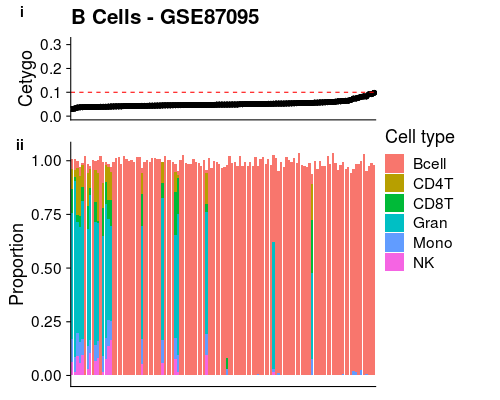 i
B Cells - GSE87095
Cetygo
0.3
0.2
0.1
0.0
ii
Proportion
1.00
0.75
0.50
0.25
0.00
Cell type
Bcell
CD4T
CD8T
Gran
Mono
NK